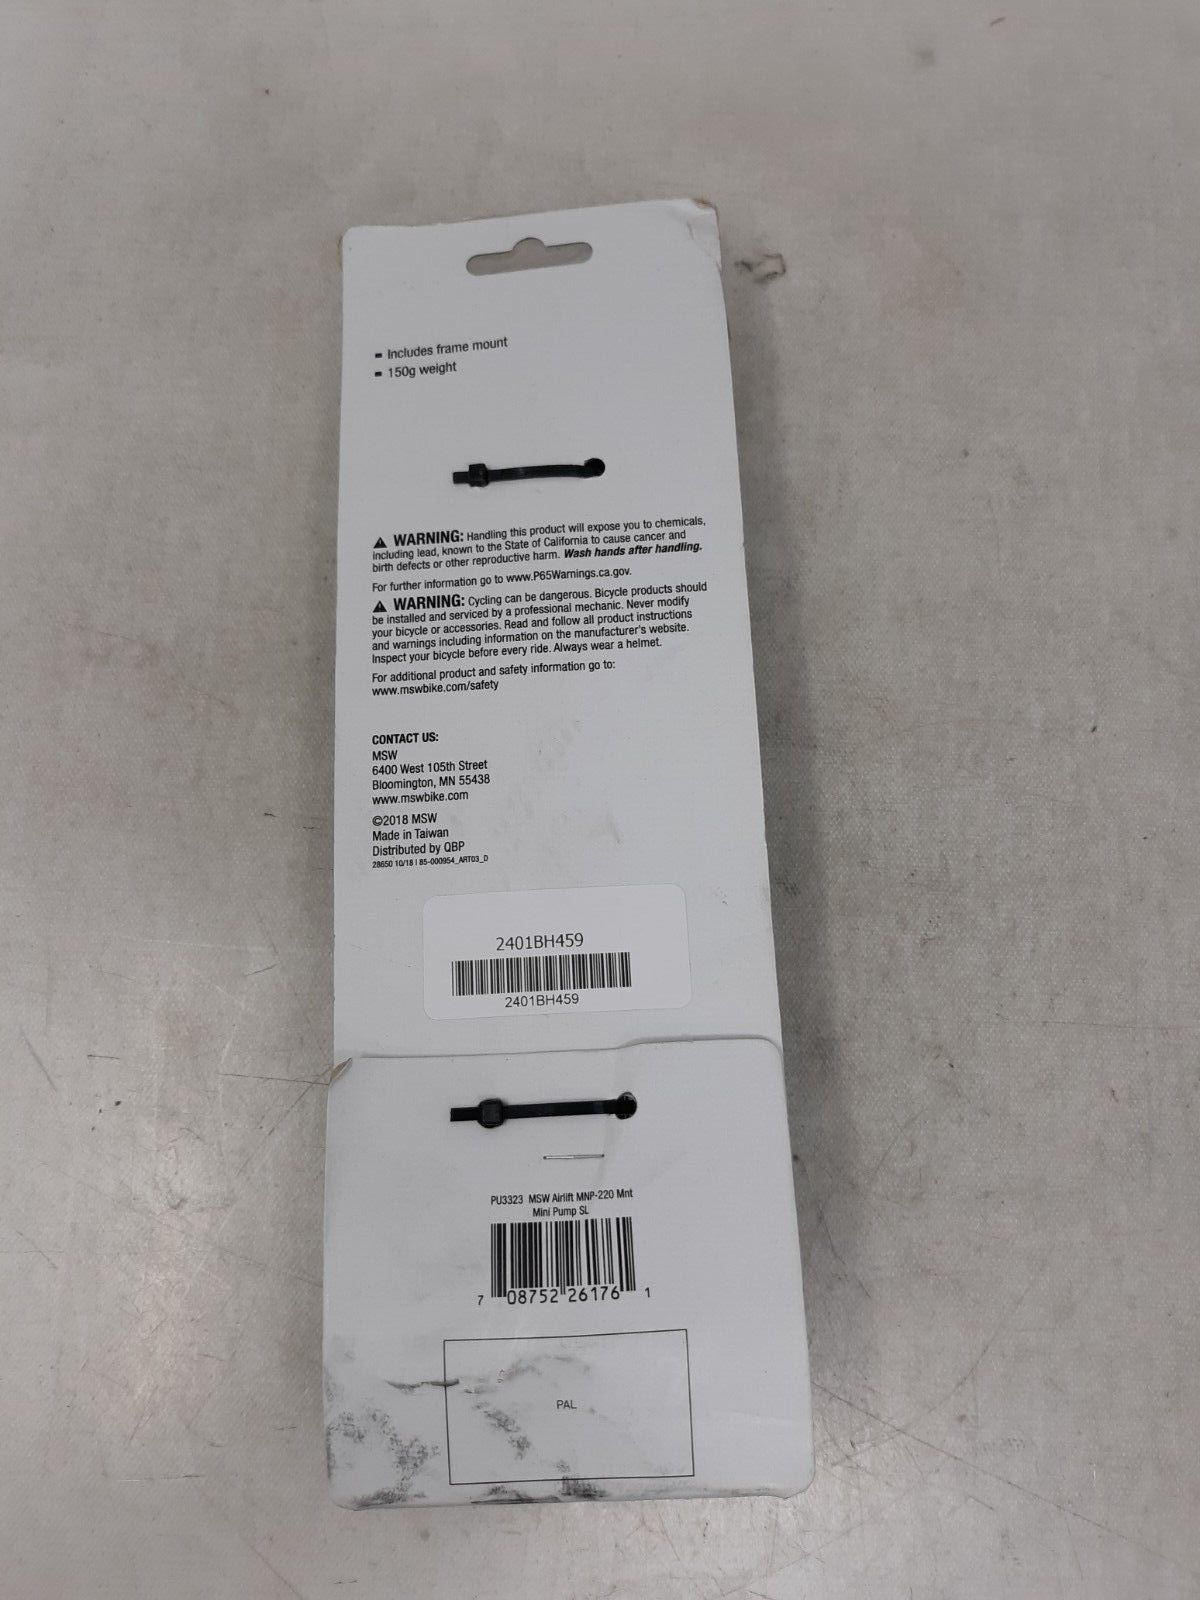 ▪ Includes frame mount
▪ 150g weight
⚠ WARNING: Handling this product will expose you to chemicals,
including lead, known to the State of California to cause cancer and
birth defects or other reproductive harm. Wash hands after handling.
For further information go to www.P65Warnings.ca.gov.
⚠ WARNING: Cycling can be dangerous. Bicycle products should
be installed and serviced by a professional mechanic. Never modify
your bicycle or accessories. Read and follow all product instructions
and warnings including information on the manufacturer's website.
Inspect your bicycle before every ride. Always wear a helmet.
For additional product and safety information go to:
www.mswbike.com/safety
CONTACT US:
MSW
6400 West 105th Street
Bloomington, MN 55438
www.mswbike.com
©2018 MSW
Made in Taiwan
Distributed by QBP
28650 10/18 | 85-000954_ART03_D
2401BH459
2401BH459
PU3323 MSW Airlift MNP-220 Mnt
Mini Pump SL
7 08752 26176 1
PAL